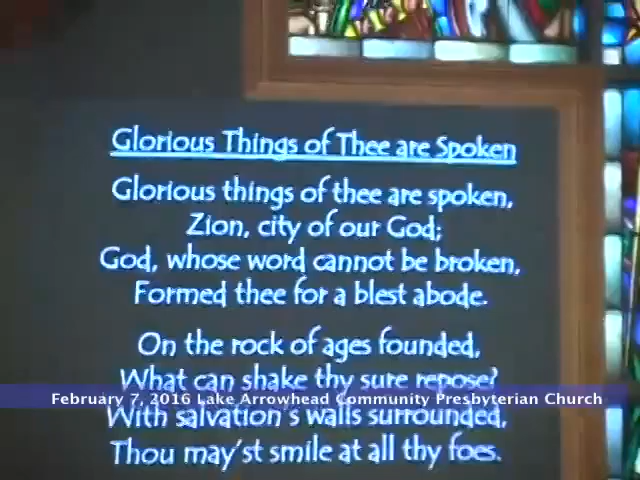 Glorious Things of Thee are Spoken
Glorious things of thee are spoken,
Zion, city of our God;
God, whose word cannot be broken,
Formed thee for a blest abode.
On the rock of ages founded,
What can shake thy sure repose?
February 7, 2016 Lake Arrowhead Community Presbyterian Church
With salvation's walls surrounded,
Thou may'st smile at all thy foes.